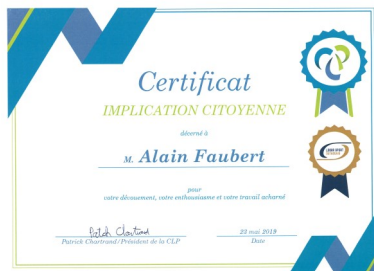 Certificat
IMPLICATION CITOYENNE
décerné à
M. Alain Faubert
pour
votre dévouement, votre enthousiasme et votre travail acharné
Patrick Chartrand/Président de la CLP
23 mai 2019
Date